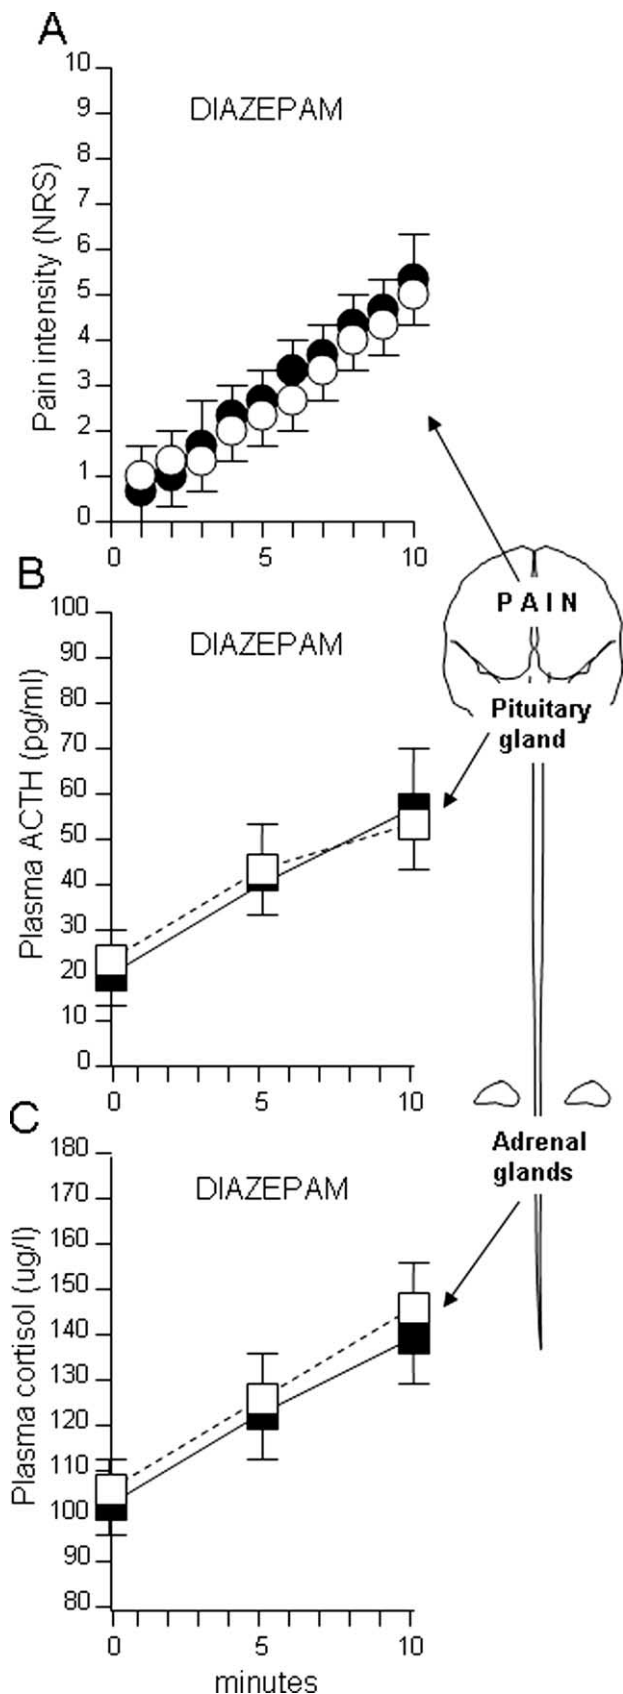 A
10
9
8
7
6
5
4
3
2
1
0
Pain intensity (NRS)
DIAZEPAM
0 5 10
B
100
90
80
70
60
50
40
30
20
10
0
Plasma ACTH (pg/ml)
DIAZEPAM
0 5 10
PAIN
Pituitary
gland
C
180
170
160
150
140
130
120
110
100
90
80
Plasma cortisol (ug/l)
DIAZEPAM
0 5 10
minutes
Adrenal
glands